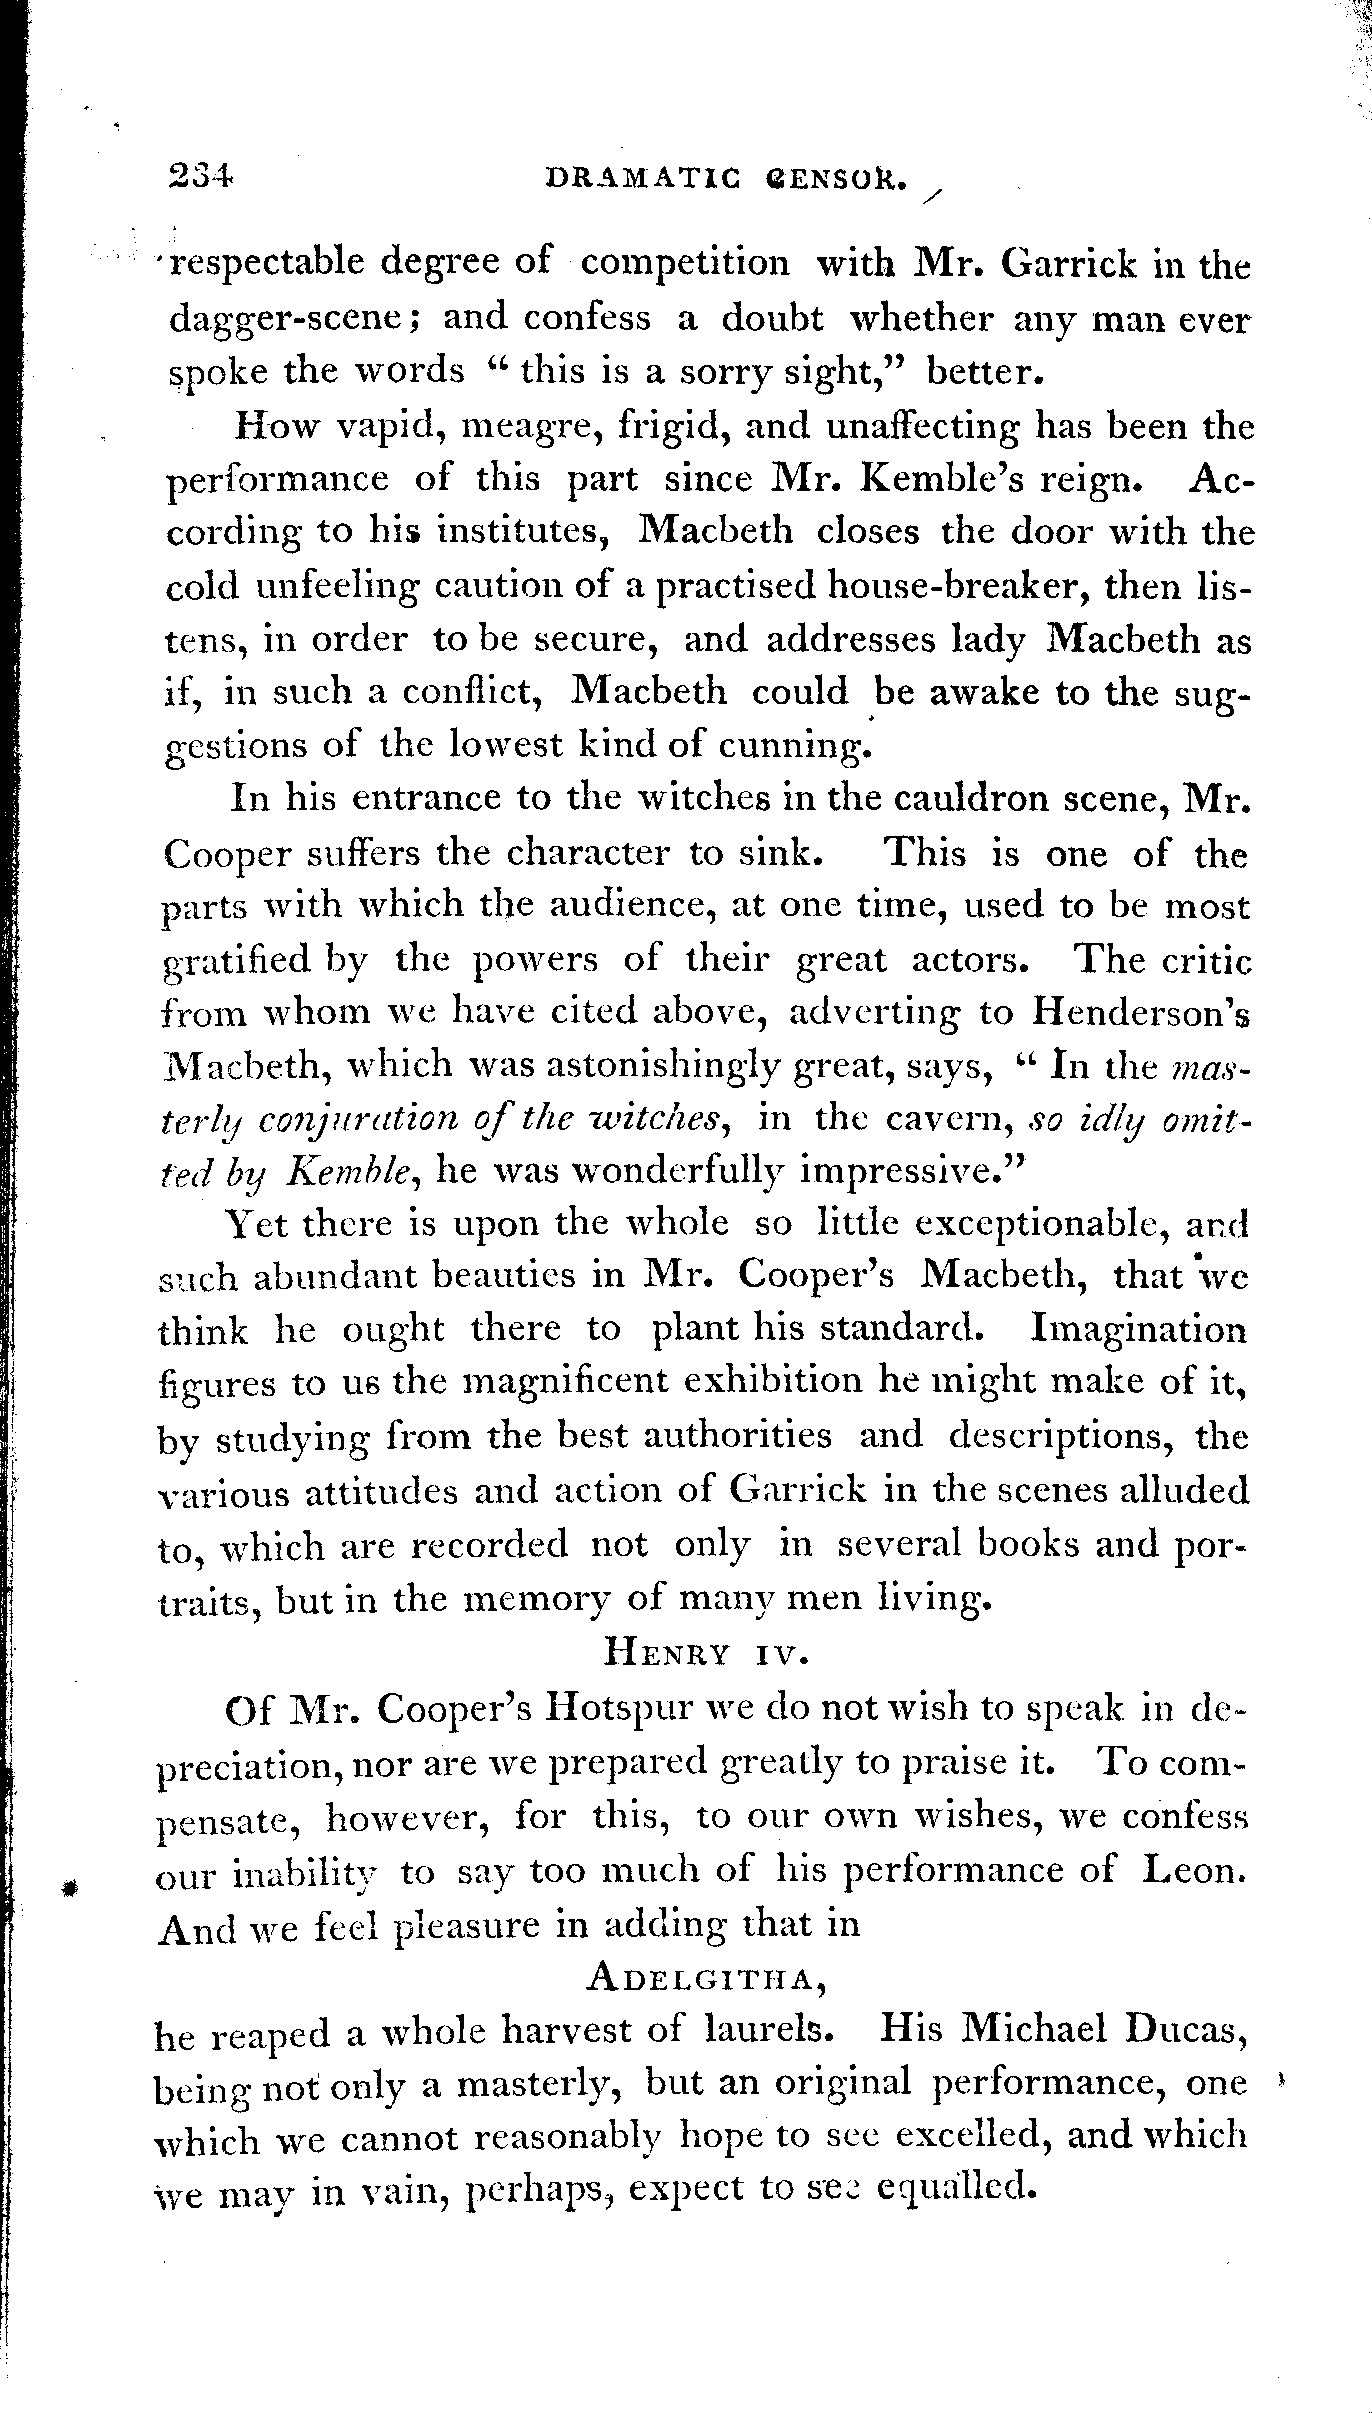 234 DRAMATIC CENSOR.
respectable degree of competition with Mr. Garrick in the
dagger-scene; and confess a doubt whether any man ever
spoke the words “ this is a sorry sight,” better.
How vapid, meagre, frigid, and unaffecting has been the
performance of this part since Mr. Kemble’s reign. Ac-
cording to his institutes, Macbeth closes the door with the
cold unfeeling caution of a practised house-breaker, then lis-
tens, in order to be secure, and addresses lady Macbeth as
if, in such a conflict, Macbeth could be awake to the sug-
gestions of the lowest kind of cunning.
In his entrance to the witches in the cauldron scene, Mr.
Cooper suffers the character to sink. This is one of the
parts with which the audience, at one time, used to be most
gratified by the powers of their great actors. The critic
from whom we have cited above, adverting to Henderson’s
Macbeth, which was astonishingly great, says, “ In the mas-
terly conjuration of the witches, in the cavern, so idly omit-
ted by Kemble, he was wonderfully impressive.”
Yet there is upon the whole so little exceptionable, and
such abundant beauties in Mr. Cooper’s Macbeth, that we
think he ought there to plant his standard. Imagination
figures to us the magnificent exhibition he might make of it,
by studying from the best authorities and descriptions, the
various attitudes and action of Garrick in the scenes alluded
to, which are recorded not only in several books and por-
traits, but in the memory of many men living.
HENRY IV.
Of Mr. Cooper’s Hotspur we do not wish to speak in de-
preciation, nor are we prepared greatly to praise it. To com-
pensate, however, for this, to our own wishes, we confess
our inability to say too much of his performance of Leon.
And we feel pleasure in adding that in
ADELGITHA,
he reaped a whole harvest of laurels. His Michael Ducas,
being not only a masterly, but an original performance, one
which we cannot reasonably hope to see excelled, and which
we may in vain, perhaps, expect to see equalled.